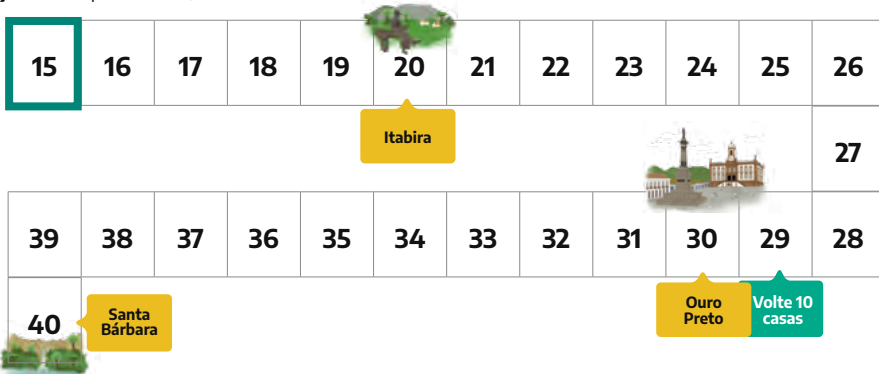 15 16 17 18 19 20 21 22 23 24 25 26
Itabira
27
39 38 37 36 35 34 33 32 31 30 29 28
Ouro
Preto
Volte 10
casas
40
Santa
Bárbara